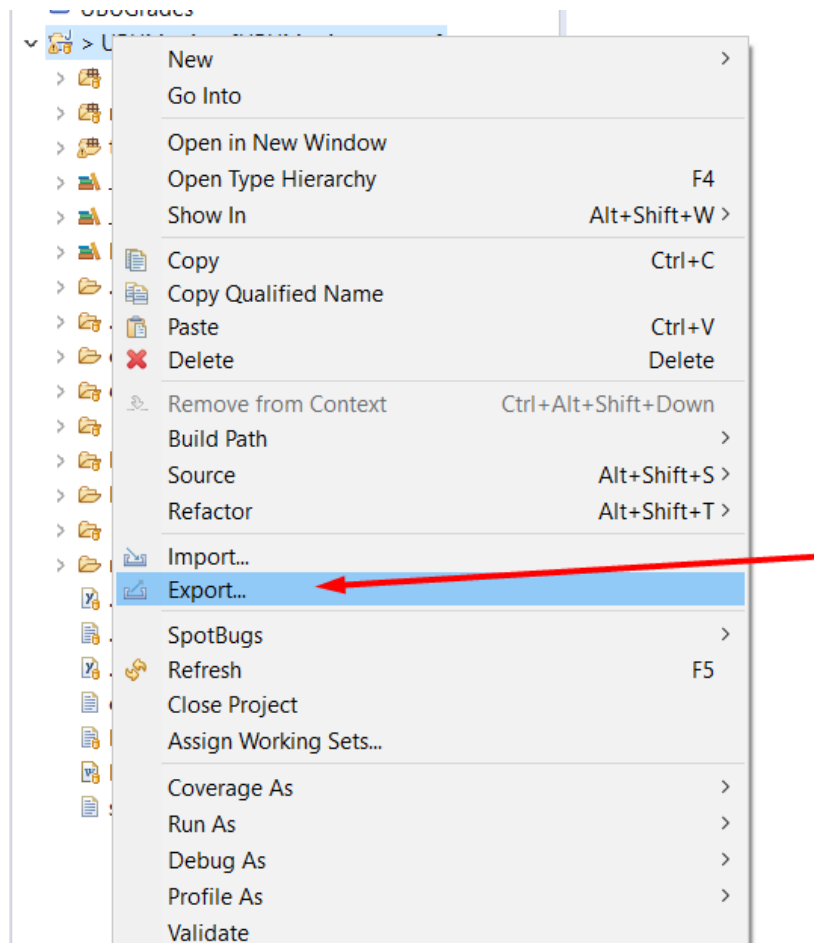 New
Go Into
Open in New Window
Open Type Hierarchy F4
Show In Alt+Shift+W >
Copy Ctrl+C
Copy Qualified Name
Paste Ctrl+V
Delete Delete
Remove from Context Ctrl+Alt+Shift+Down
Build Path
Source Alt+Shift+S >
Refactor Alt+Shift+T >
Import...
Export...
SpotBugs
Refresh F5
Close Project
Assign Working Sets...
Coverage As
Run As
Debug As
Profile As
Validate